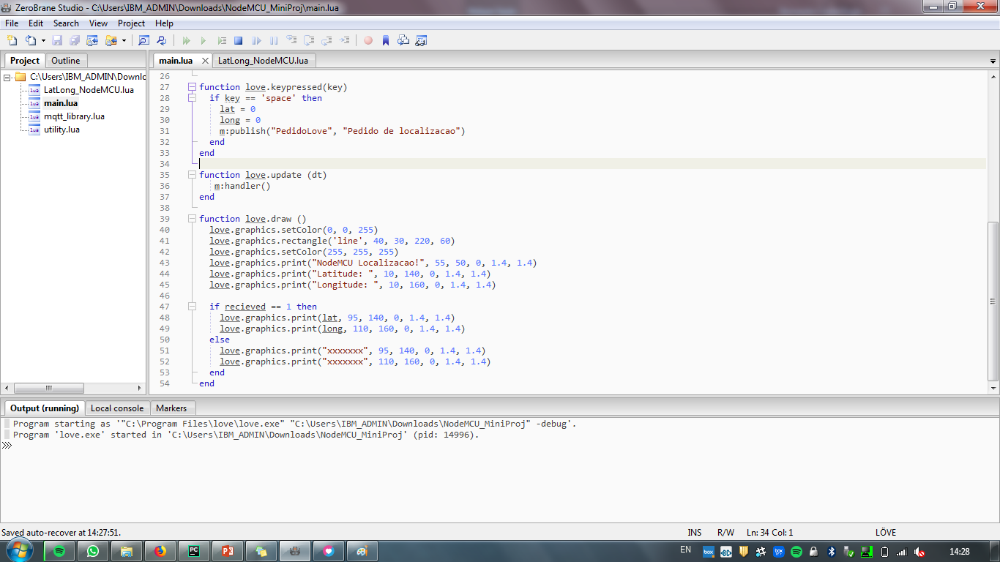 ZeroBrane Studio - C:\Users\IBM_ADMIN\Downloads\NodeMCU_MiniProj\main.lua
File Edit Search View Project Help
Project Outline
main.lua LatLong_NodeMCU.lua
C:\Users\IBM_ADMIN\Downlo
LatLong_NodeMCU.lua
main.lua
mqtt_library.lua
utility.lua
26
27 function love.keypressed(key)
28 if key == 'space' then
29 lat = 0
30 long = 0
31 m:publish("PedidoLove", "Pedido de localizacao")
32 end
33 end
34
35 function love.update (dt)
36 m:handler()
37 end
38
39 function love.draw ()
40 love.graphics.setColor(0, 0, 255)
41 love.graphics.rectangle('line', 40, 30, 220, 60)
42 love.graphics.setColor(255, 255, 255)
43 love.graphics.print("NodeMCU Localizacao!", 55, 50, 0, 1.4, 1.4)
44 love.graphics.print("Latitude: ", 10, 140, 0, 1.4, 1.4)
45 love.graphics.print("Longitude: ", 10, 160, 0, 1.4, 1.4)
46
47 if recieved == 1 then
48 love.graphics.print(lat, 95, 140, 0, 1.4, 1.4)
49 love.graphics.print(long, 110, 160, 0, 1.4, 1.4)
50 else
51 love.graphics.print("xxxxxxx", 95, 140, 0, 1.4, 1.4)
52 love.graphics.print("xxxxxxx", 110, 160, 0, 1.4, 1.4)
53 end
54 end
Output (running) Local console Markers
Program starting as '"C:\Program Files\love\love.exe" "C:\Users\IBM_ADMIN\Downloads\NodeMCU_MiniProj" -debug'.
Program 'love.exe' started in 'C:\Users\IBM_ADMIN\Downloads\NodeMCU_MiniProj' (pid: 14996).
Saved auto-recover at 14:27:51. INS R/W Ln: 34 Col: 1 LÖVE
EN 14:28